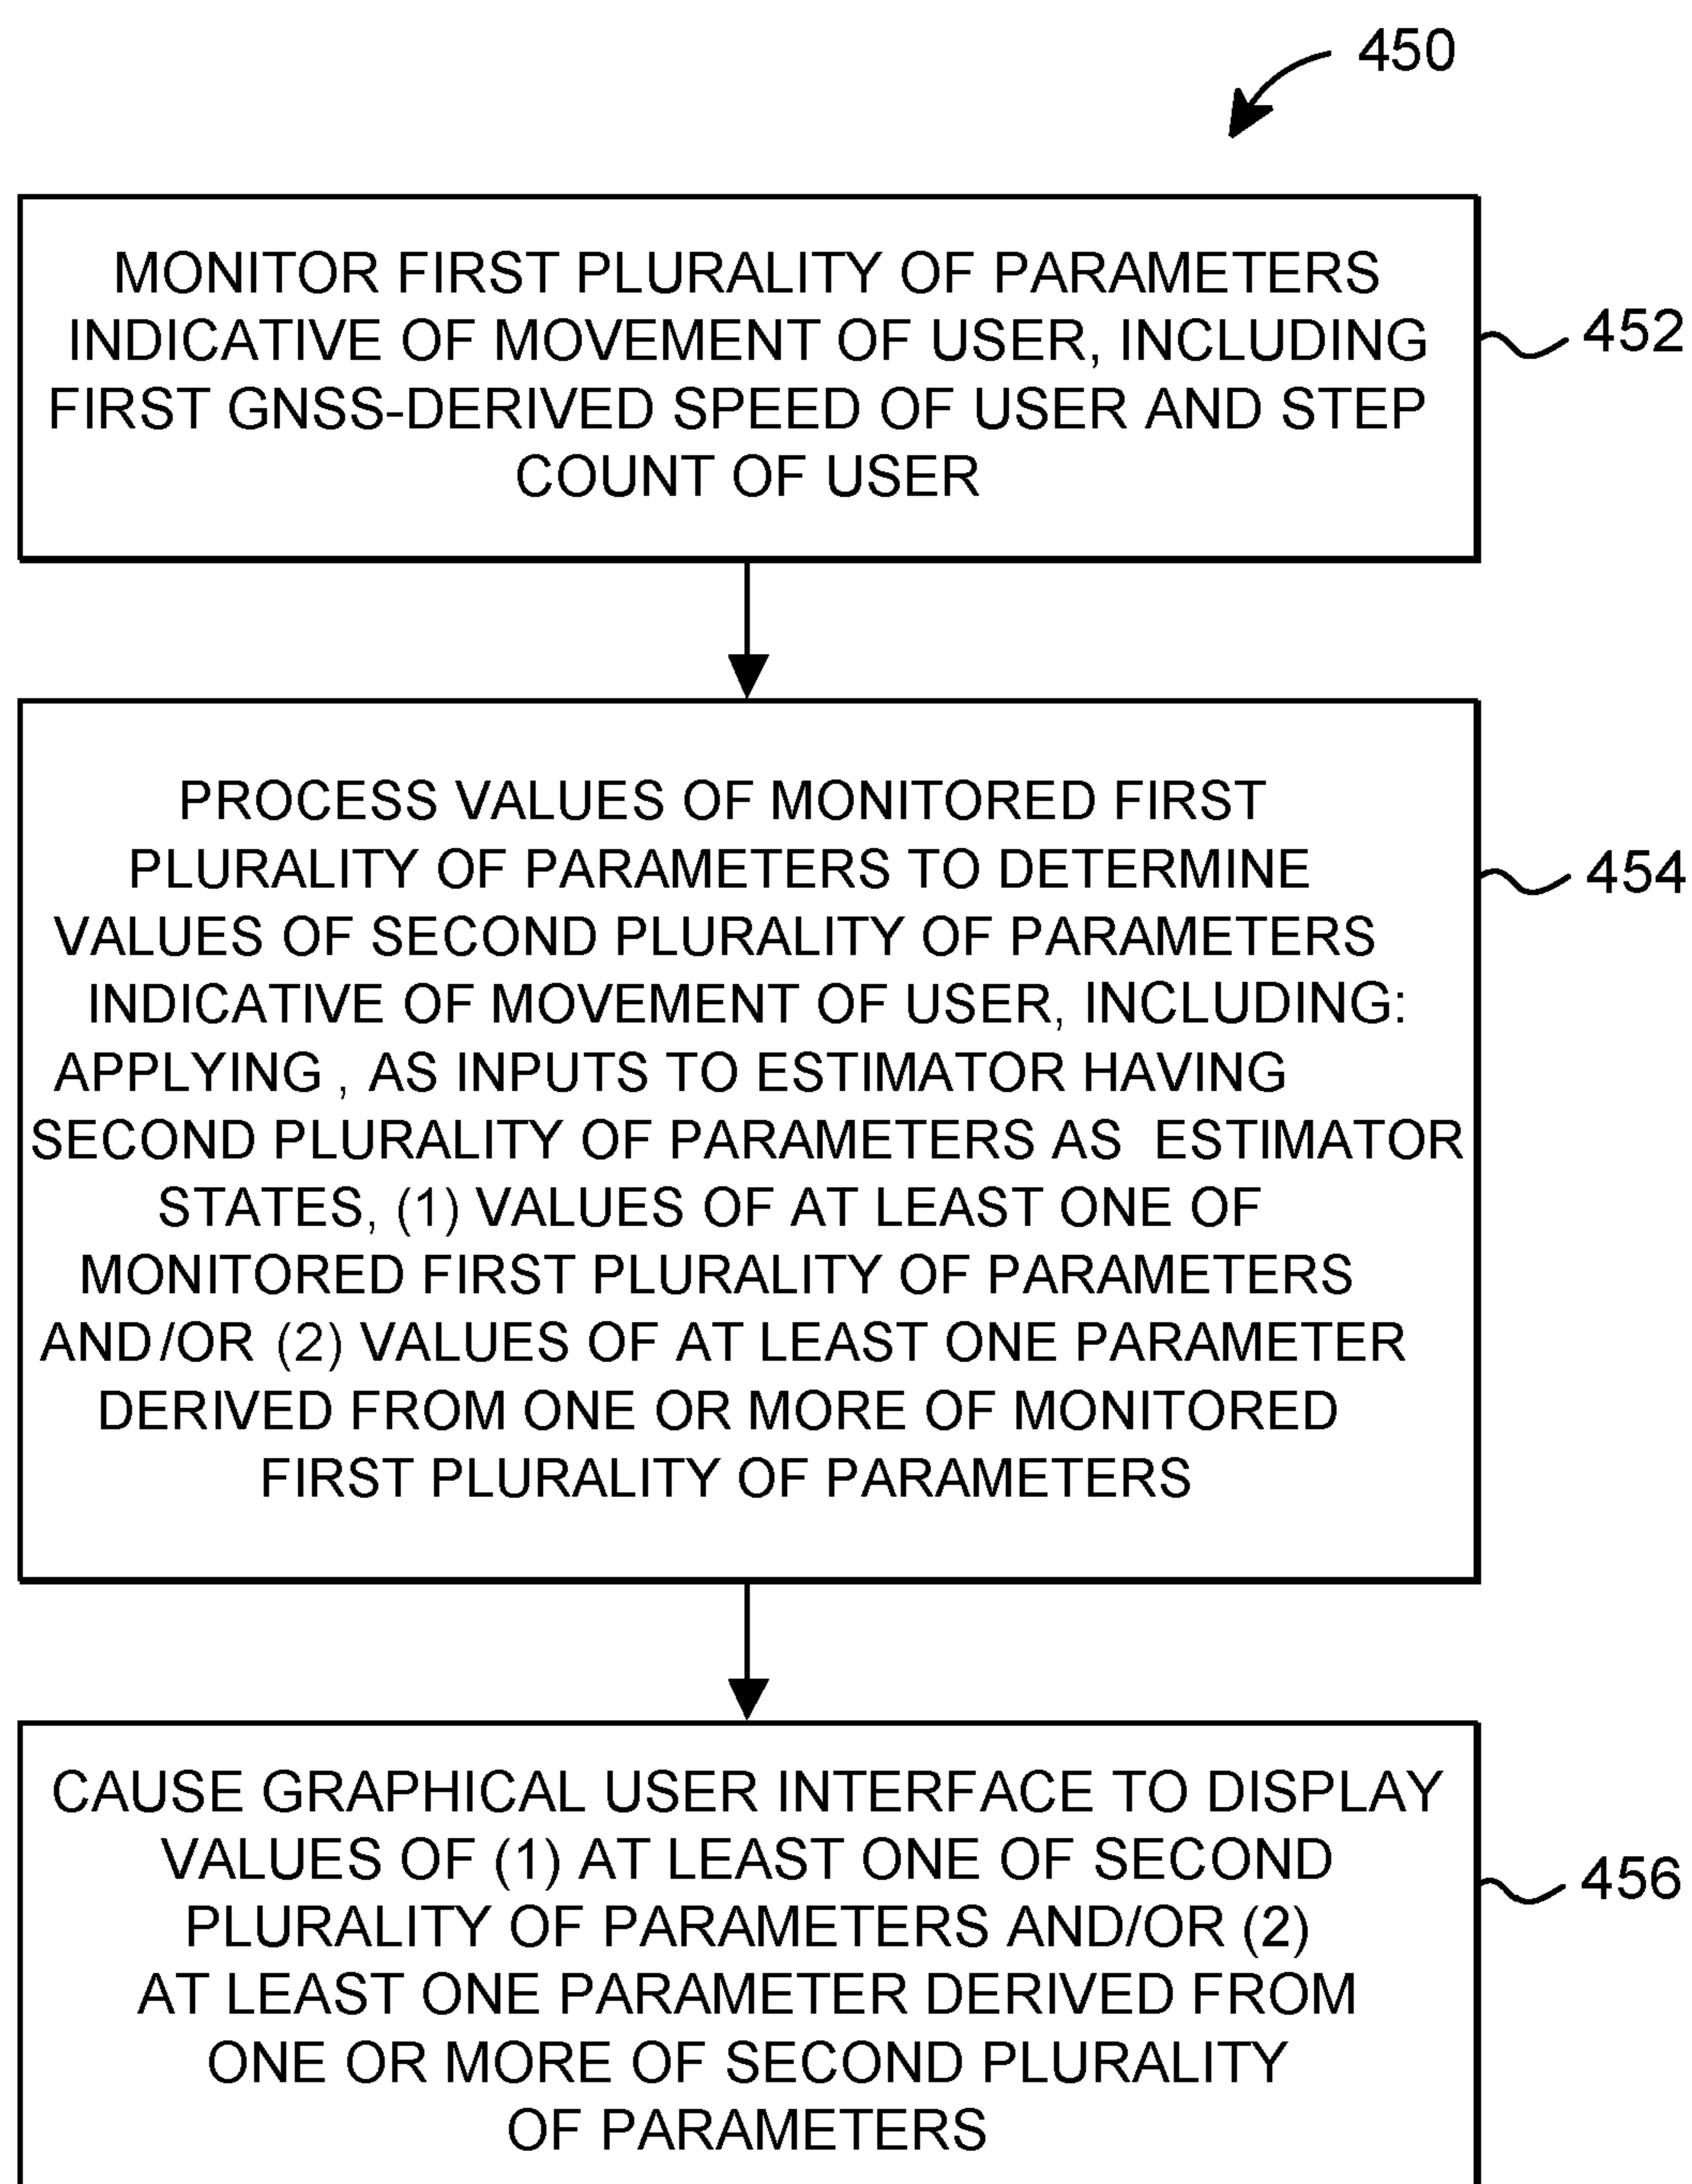 450
MONITOR FIRST PLURALITY OF PARAMETERS
INDICATIVE OF MOVEMENT OF USER, INCLUDING
FIRST GNSS-DERIVED SPEED OF USER AND STEP
COUNT OF USER
452
PROCESS VALUES OF MONITORED FIRST
PLURALITY OF PARAMETERS TO DETERMINE
VALUES OF SECOND PLURALITY OF PARAMETERS
INDICATIVE OF MOVEMENT OF USER, INCLUDING:
APPLYING , AS INPUTS TO ESTIMATOR HAVING
SECOND PLURALITY OF PARAMETERS AS ESTIMATOR
STATES, (1) VALUES OF AT LEAST ONE OF
MONITORED FIRST PLURALITY OF PARAMETERS
AND/OR (2) VALUES OF AT LEAST ONE PARAMETER
DERIVED FROM ONE OR MORE OF MONITORED
FIRST PLURALITY OF PARAMETERS
454
CAUSE GRAPHICAL USER INTERFACE TO DISPLAY
VALUES OF (1) AT LEAST ONE OF SECOND
PLURALITY OF PARAMETERS AND/OR (2)
AT LEAST ONE PARAMETER DERIVED FROM
ONE OR MORE OF SECOND PLURALITY
OF PARAMETERS
456